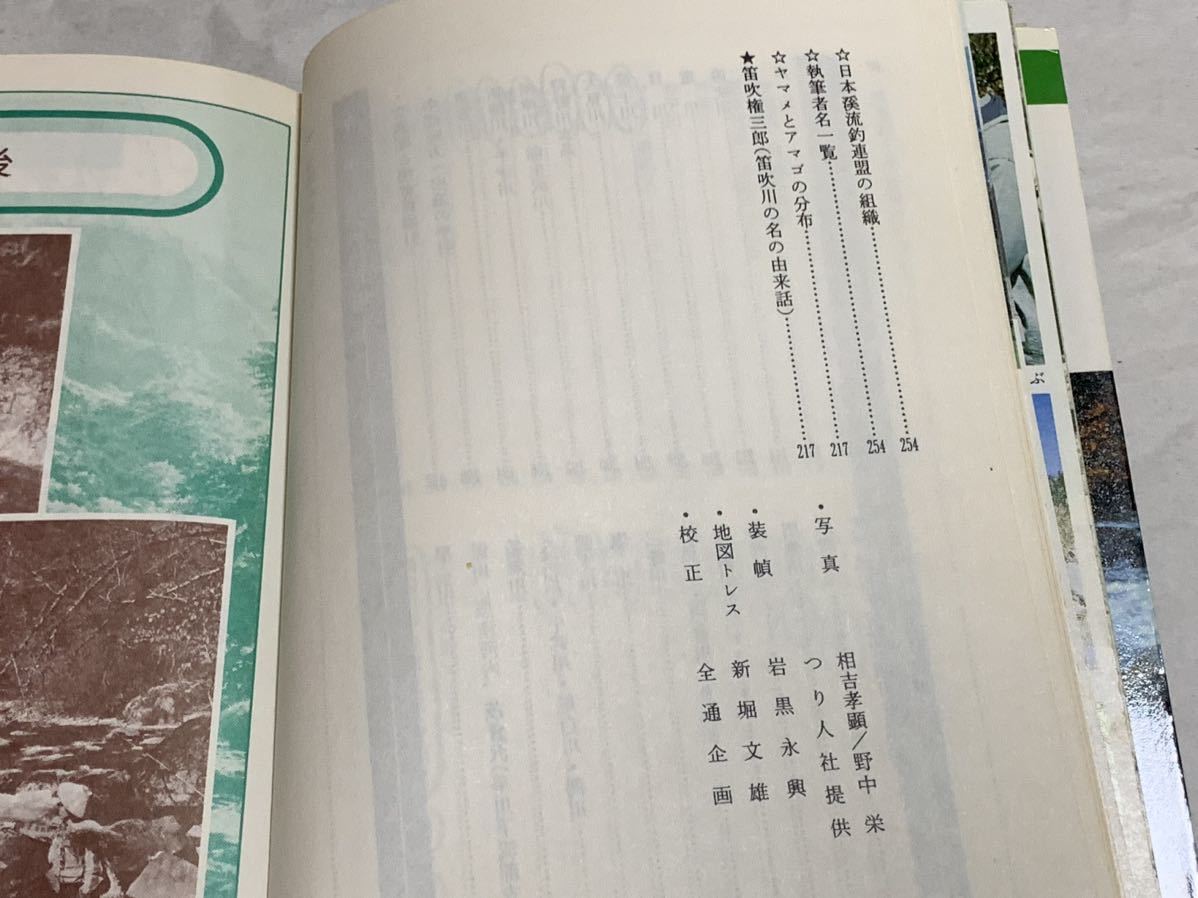 ☆日本溪流釣連盟の組織……………254
☆執筆者名一覧……………254
☆ヤマメとアマゴの分布……………217
★笛吹権三郎(笛吹川の名の由来話)……………217
・写真 相吉孝顕/野中栄
つり人社提供
・装幀 岩黒永興
・地図トレス 新堀文雄
・校正 全通企画
ぶ
後